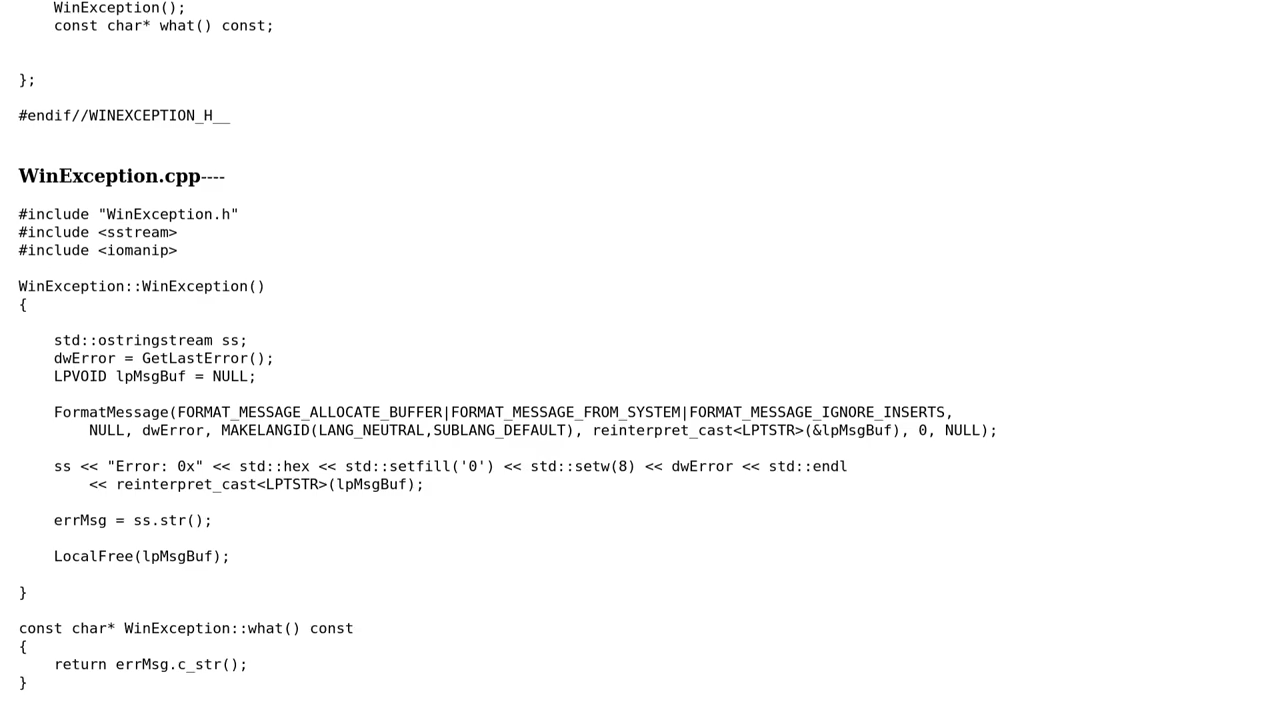 WinException();
const char* what() const;
};
#endif//WINEXCEPTION_H__
WinException.cpp----
#include "WinException.h"
#include <sstream>
#include <iomanip>
WinException::WinException()
{
std::ostringstream ss;
dwError = GetLastError();
LPVOID lpMsgBuf = NULL;
FormatMessage(FORMAT_MESSAGE_ALLOCATE_BUFFER|FORMAT_MESSAGE_FROM_SYSTEM|FORMAT_MESSAGE_IGNORE_INSERTS,
NULL, dwError, MAKELANGID(LANG_NEUTRAL,SUBLANG_DEFAULT), reinterpret_cast<LPTSTR>(&lpMsgBuf), 0, NULL);
ss << "Error: 0x" << std::hex << std::setfill('0') << std::setw(8) << dwError << std::endl
<< reinterpret_cast<LPTSTR>(lpMsgBuf);
errMsg = ss.str();
LocalFree(lpMsgBuf);
}
const char* WinException::what() const
{
return errMsg.c_str();
}